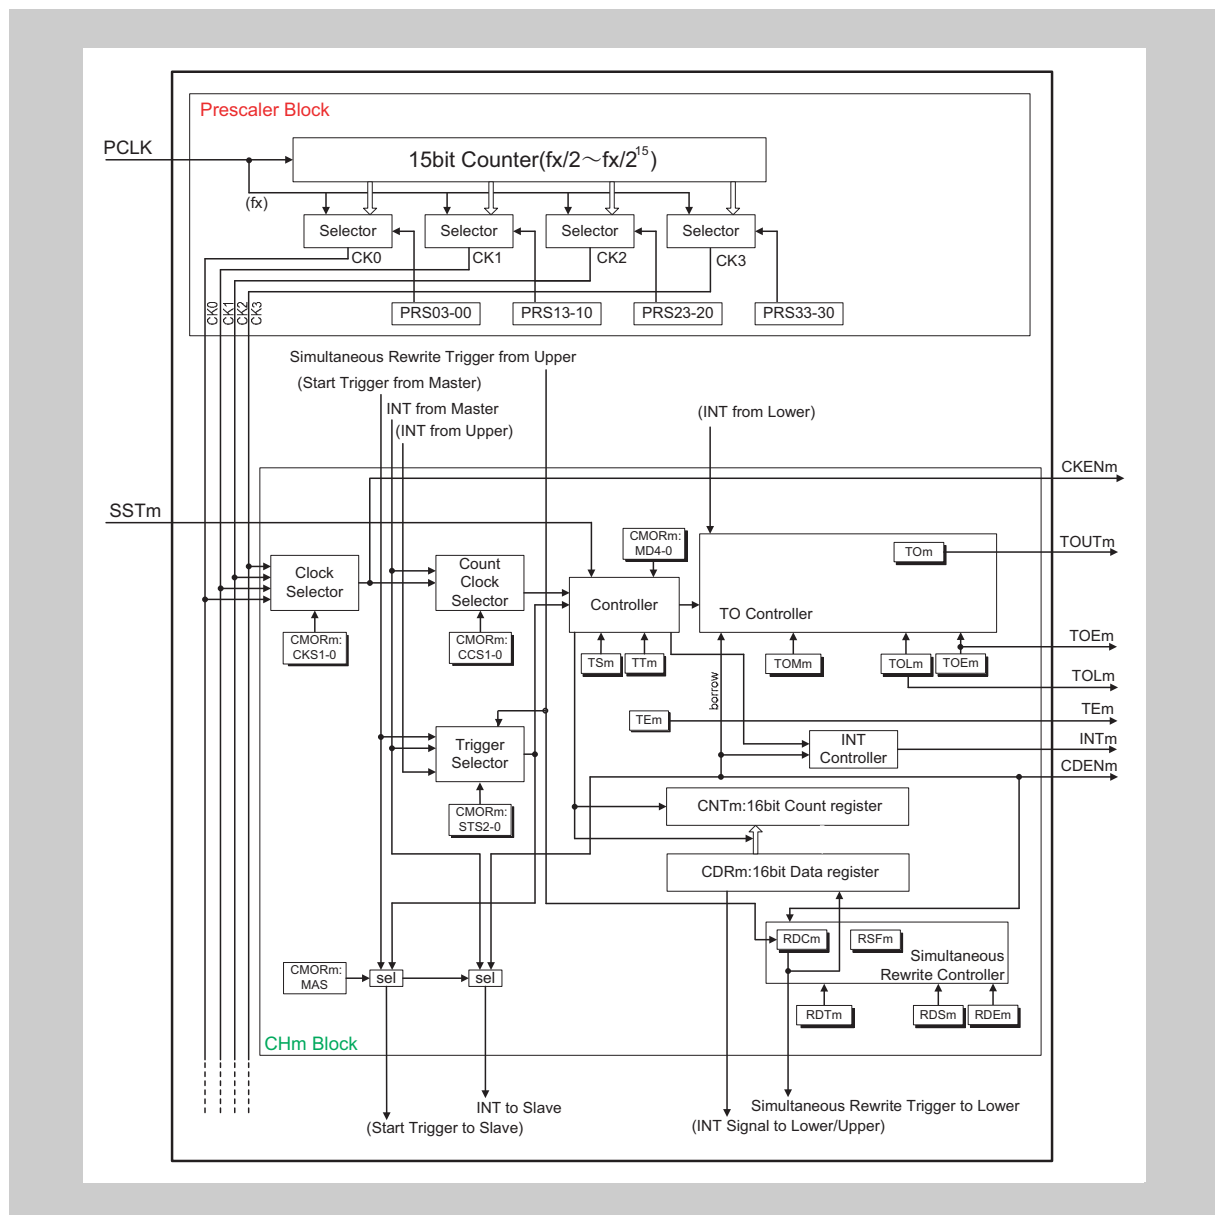 Prescaler Block
PCLK
15bit Counter(fx/2～fx/2¹⁵)
(fx)
Selector
Selector
Selector
Selector
CK0
CK1
CK2
CK3
CK0
CK1
CK2
CK3
PRS03-00
PRS13-10
PRS23-20
PRS33-30
Simultaneous Rewrite Trigger from Upper
(Start Trigger from Master)
INT from Master
(INT from Upper)
(INT from Lower)
CKENm
SSTm
CMORm:
MD4-0
TOm
TOUTm
Clock
Selector
Count
Clock
Selector
Controller
TO Controller
CMORm:
CKS1-0
CMORm:
CCS1-0
TSm
TTm
TOMm
TOLm
TOEm
TOEm
TOLm
borrow
TEm
TEm
Trigger
Selector
INT
Controller
INTm
CDENm
CMORm:
STS2-0
CNTm:16bit Count register
CDRm:16bit Data register
RDCm
RSFm
Simultaneous
Rewrite Controller
CMORm:
MAS
sel
sel
RDTm
RDSm
RDEm
CHm Block
INT to Slave
(Start Trigger to Slave)
Simultaneous Rewrite Trigger to Lower
(INT Signal to Lower/Upper)